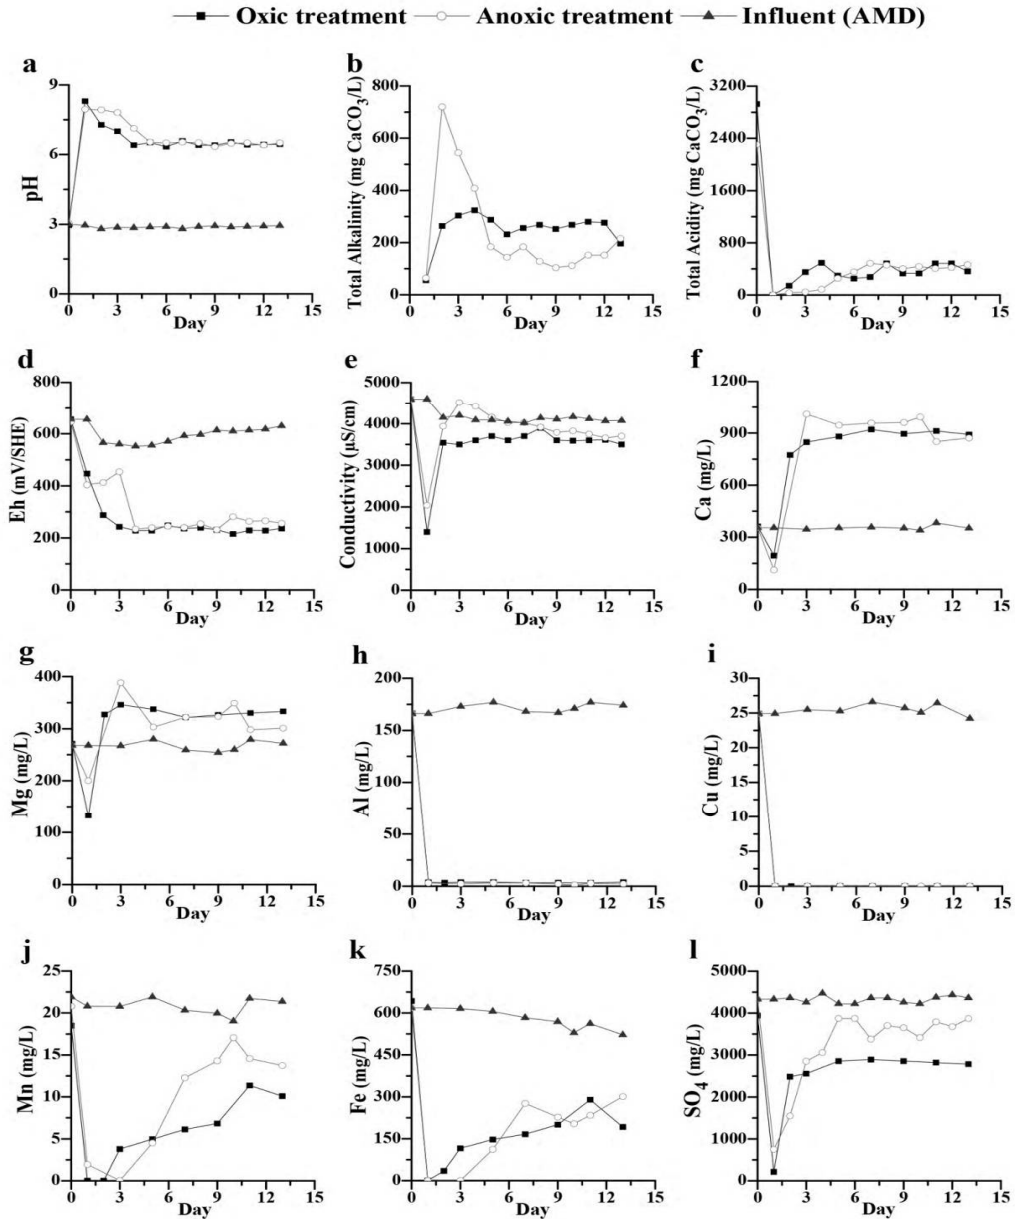 Oxic treatment Anoxic treatment Influent (AMD)
a b c
pH
9
6
3
0
0 3 6 9 12 15
Day
Total Alkalinity (mg CaCO3/L)
800
600
400
200
0
0 3 6 9 12 15
Day
Total Acidity (mg CaCO3/L)
3200
2400
1600
800
0
0 3 6 9 12 15
Day
d e f
Eh (mV/SHE)
800
600
400
200
0
0 3 6 9 12 15
Day
Conductivity (µS/cm)
5000
4000
3000
2000
1000
0
0 3 6 9 12 15
Day
Ca (mg/L)
1200
900
600
300
0
0 3 6 9 12 15
Day
g h i
Mg (mg/L)
400
300
200
100
0
0 3 6 9 12 15
Day
Al (mg/L)
200
150
100
50
0
0 3 6 9 12 15
Day
Cu (mg/L)
30
25
20
15
10
5
0
0 3 6 9 12 15
Day
j k l
Mn (mg/L)
25
20
15
10
5
0
0 3 6 9 12 15
Day
Fe (mg/L)
750
600
450
300
150
0
0 3 6 9 12 15
Day
SO4 (mg/L)
5000
4000
3000
2000
1000
0
0 3 6 9 12 15
Day